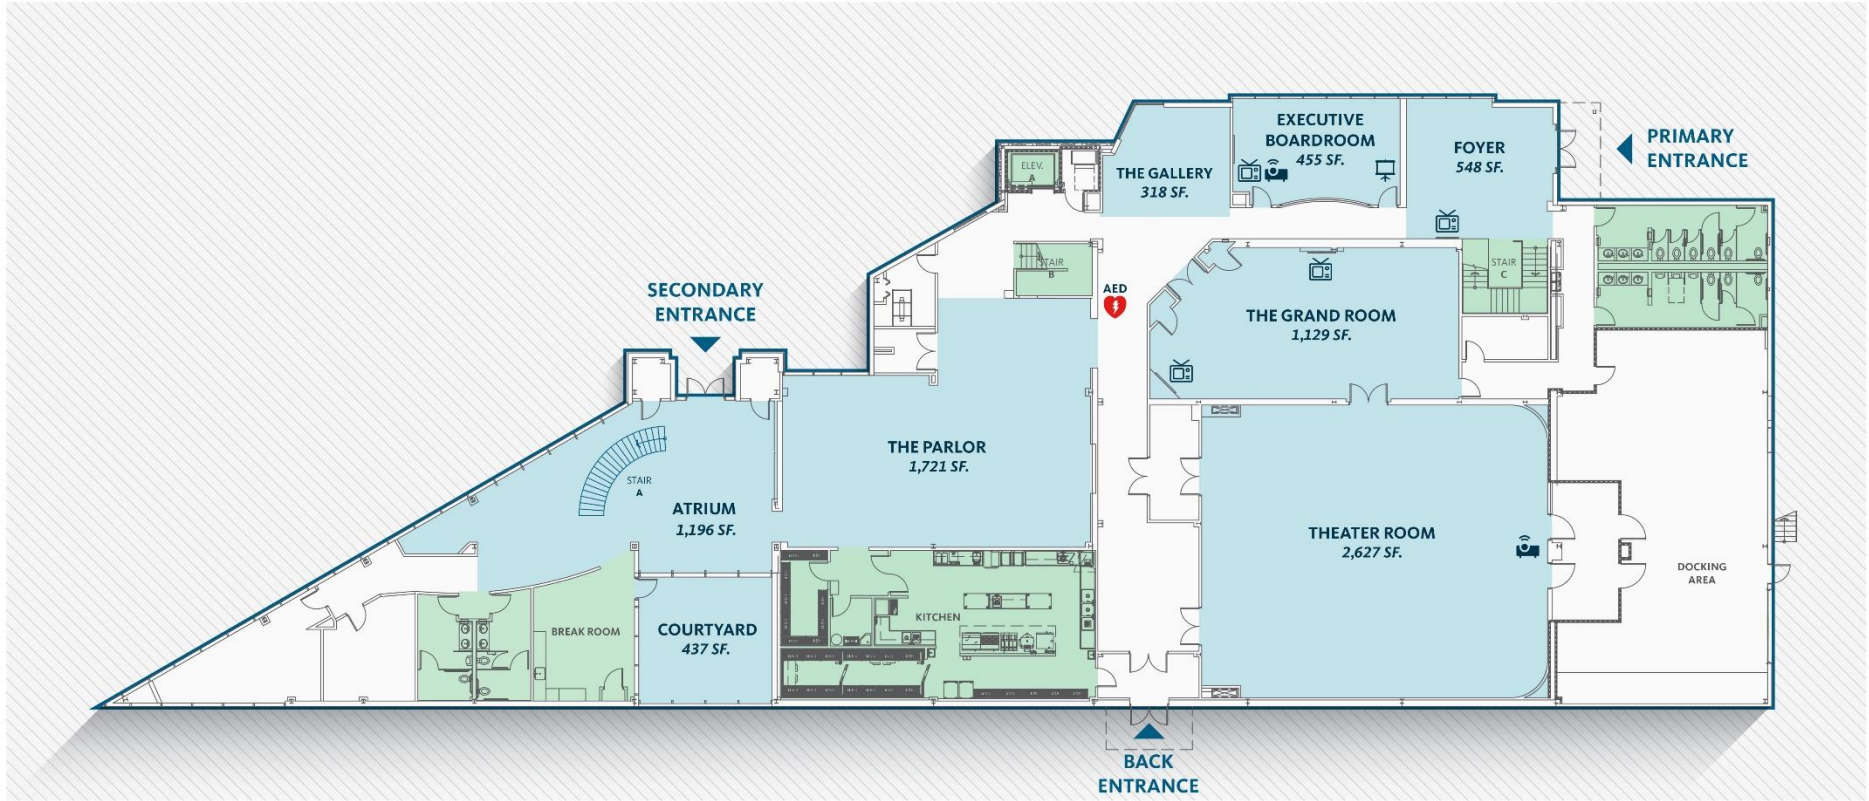 EXECUTIVE
BOARDROOM
455 SF.
FOYER
548 SF.
PRIMARY
ENTRANCE
ELEV.
A
THE GALLERY
318 SF.
STAIR
B
STAIR
C
SECONDARY
ENTRANCE
AED
THE GRAND ROOM
1,129 SF.
THE PARLOR
1,721 SF.
STAIR
A
ATRIUM
1,196 SF.
THEATER ROOM
2,627 SF.
DOCKING
AREA
KITCHEN
BREAK ROOM
COURTYARD
437 SF.
BACK
ENTRANCE